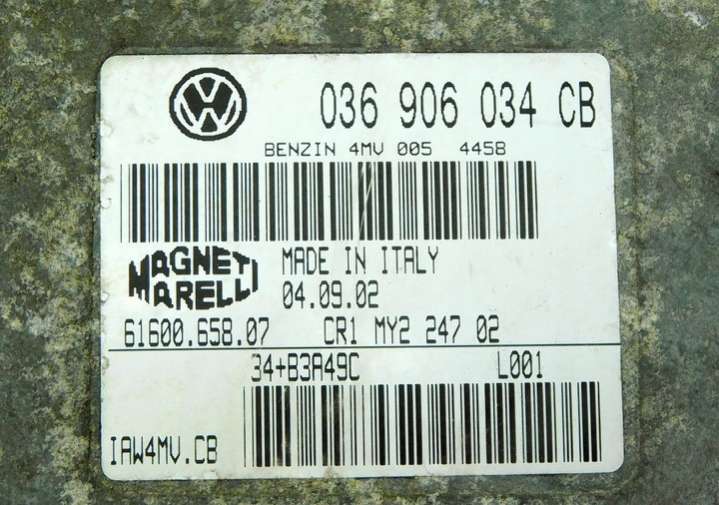 036 906 034 CB
BENZIN 4MV 005 4458
MAGNETI
MARELLI
MADE IN ITALY
04.09.02
61600.658.07 CR1 MY2 247 02
34+B3A49C L001
IAW4MV.CB